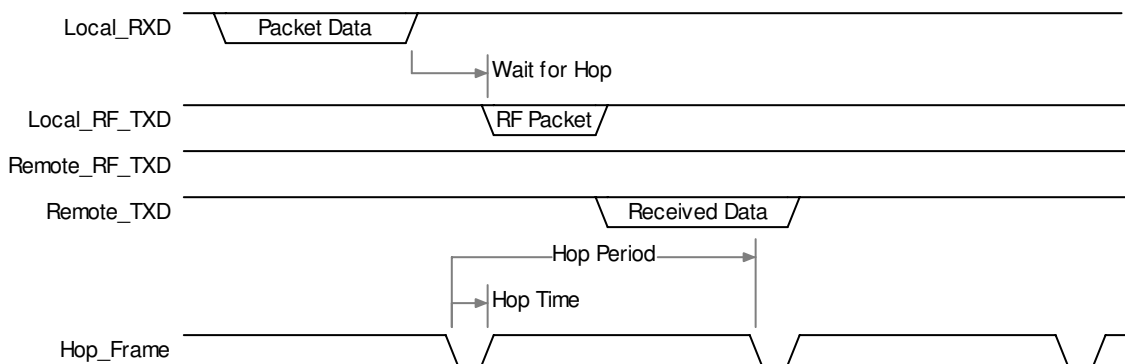 Local_RXD
Packet Data
Wait for Hop
Local_RF_TXD
RF Packet
Remote_RF_TXD
Remote_TXD
Received Data
Hop Period
Hop Time
Hop_Frame